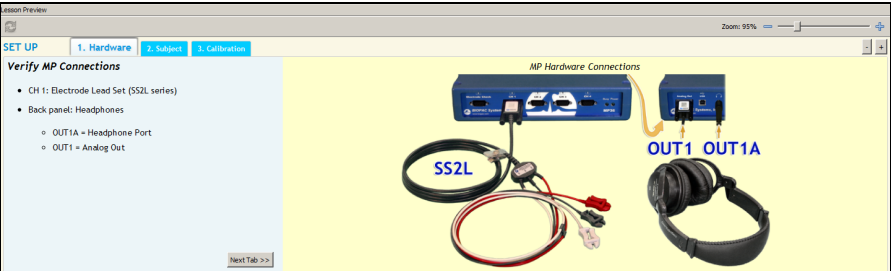 Lesson Preview
Zoom: 95%
SET UP
1. Hardware
2. Subject
3. Calibration
- +
Verify MP Connections
• CH 1: Electrode Lead Set (SS2L series)
• Back panel: Headphones
o OUT1A = Headphone Port
o OUT1 = Analog Out
Next Tab >>
MP Hardware Connections
SS2L
OUT1 OUT1A